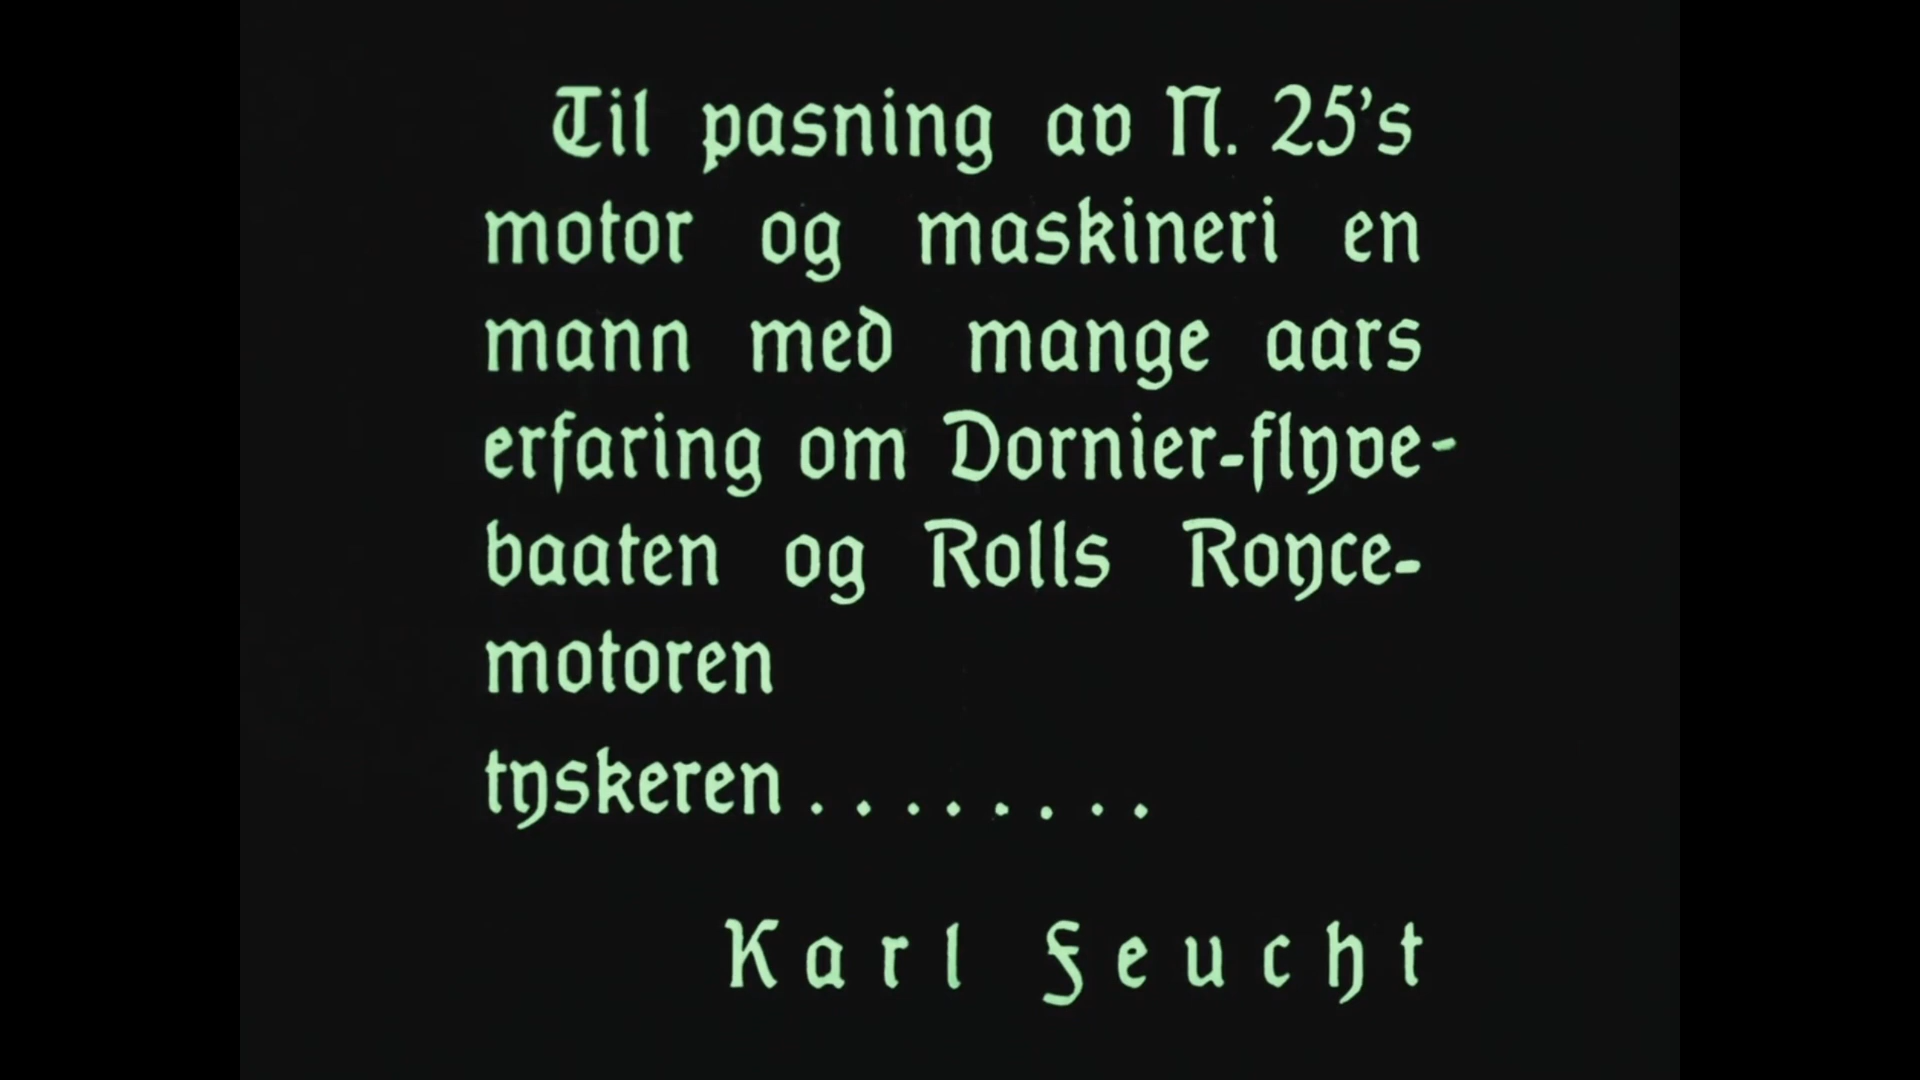 Til pasning av N. 25's
motor og maskineri en
mann med mange aars
erfaring om Dornier-flyve-
baaten og Rolls Royce-
motoren
tyskeren ........
Karl Feucht